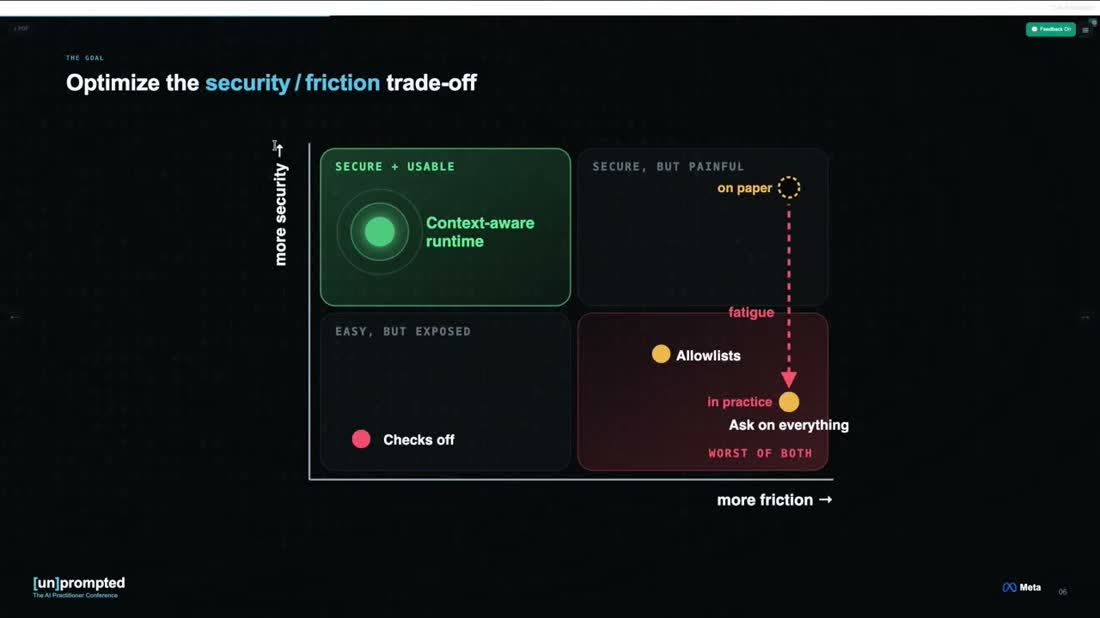 Feedback On
THE GOAL
Optimize the security / friction trade-off
more security →
SECURE + USABLE
Context-aware
runtime
SECURE, BUT PAINFUL
on paper
fatigue
EASY, BUT EXPOSED
Checks off
Allowlists
in practice
Ask on everything
WORST OF BOTH
more friction →
[un]prompted
The AI Practitioner Conference
Meta
06